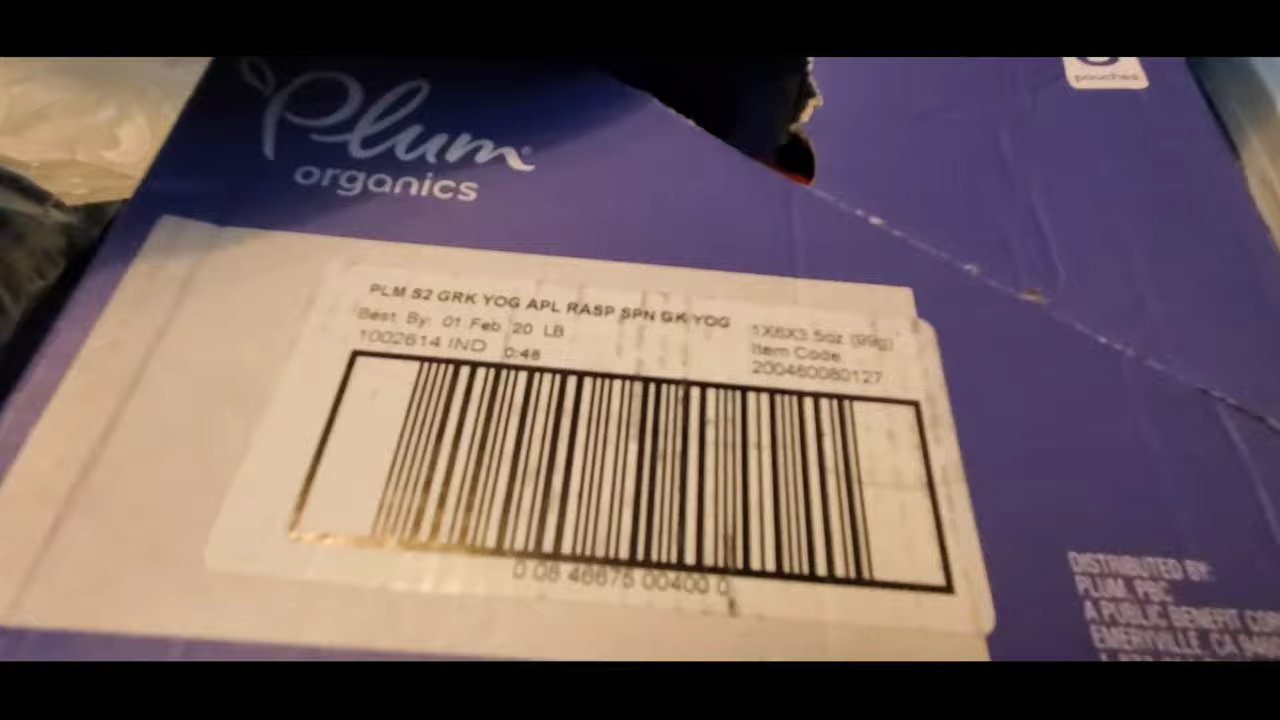 Plum
organics
pouches
PLM S2 GRK YOG APL RASP SPN GK YOG
Best By: 01 Feb 20 LB
1X6X3.5oz (99g)
1002614 IND 0:48
Item Code
200460080127
0 08 46675 00400 0
DISTRIBUTED BY:
PLUM, PBC
A PUBLIC BENEFIT
EMERYVILLE, CA